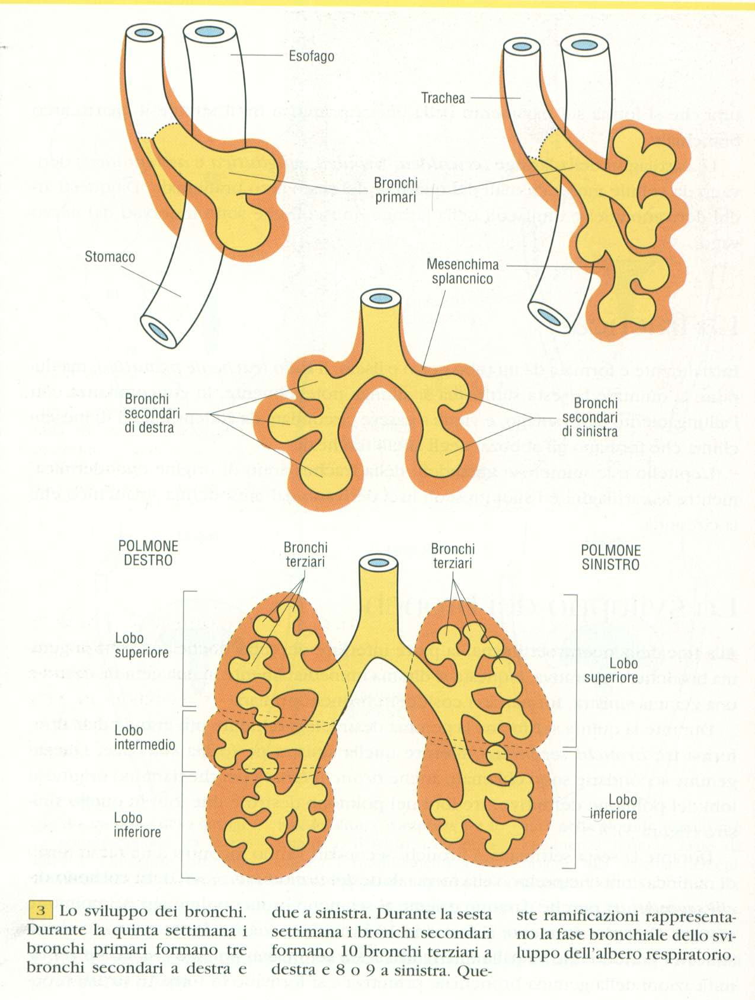 Esofago
Trachea
Bronchi
primari
Stomaco
Mesenchima
splancnico
Bronchi
secondari
di destra
Bronchi
secondari
di sinistra
POLMONE
DESTRO
Bronchi
terziari
Bronchi
terziari
POLMONE
SINISTRO
Lobo
superiore
Lobo
superiore
Lobo
intermedio
Lobo
inferiore
Lobo
inferiore
3 Lo sviluppo dei bronchi.
Durante la quinta settimana i
bronchi primari formano tre
bronchi secondari a destra e
due a sinistra. Durante la sesta
settimana i bronchi secondari
formano 10 bronchi terziari a
destra e 8 o 9 a sinistra. Que-
ste ramificazioni rappresenta-
no la fase bronchiale dello svi-
luppo dell'albero respiratorio.